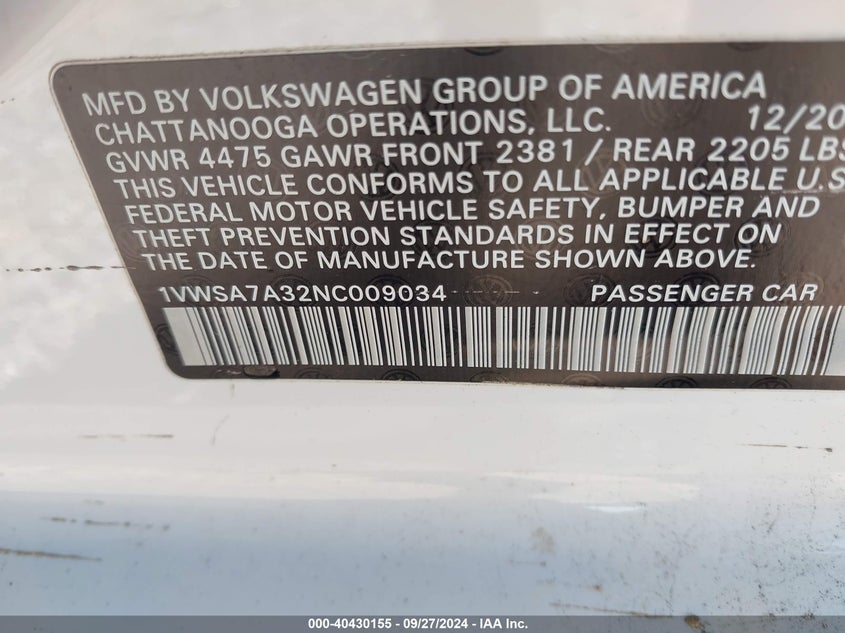 MFD BY VOLKSWAGEN GROUP OF AMERICA
CHATTANOOGA OPERATIONS, LLC. 12/20
GVWR 4475 GAWR FRONT 2381 / REAR 2205 LBS
THIS VEHICLE CONFORMS TO ALL APPLICABLE U.S
FEDERAL MOTOR VEHICLE SAFETY, BUMPER AND
THEFT PREVENTION STANDARDS IN EFFECT ON
THE DATE OF MANUFACTURE SHOWN ABOVE.
1VWSA7A32NC009034 PASSENGER CAR
000-40430155 - 09/27/2024 - IAA Inc.